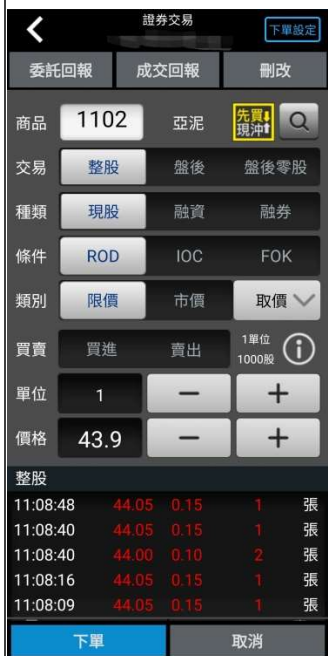 證券交易
下單設定
委託回報 成交回報 刪改
商品 1102 亞泥 先買 現沖
交易 整股 盤後 盤後零股
種類 現股 融資 融券
條件 ROD IOC FOK
類別 限價 市價 取價
買賣 買進 賣出 1單位 1000股
單位 1 － ＋
價格 43.9 － ＋
整股
11:08:48 44.05 0.15 1 張
11:08:40 44.05 0.15 1 張
11:08:40 44.00 0.10 2 張
11:08:16 44.05 0.15 1 張
11:08:09 44.05 0.15 1 張
下單 取消